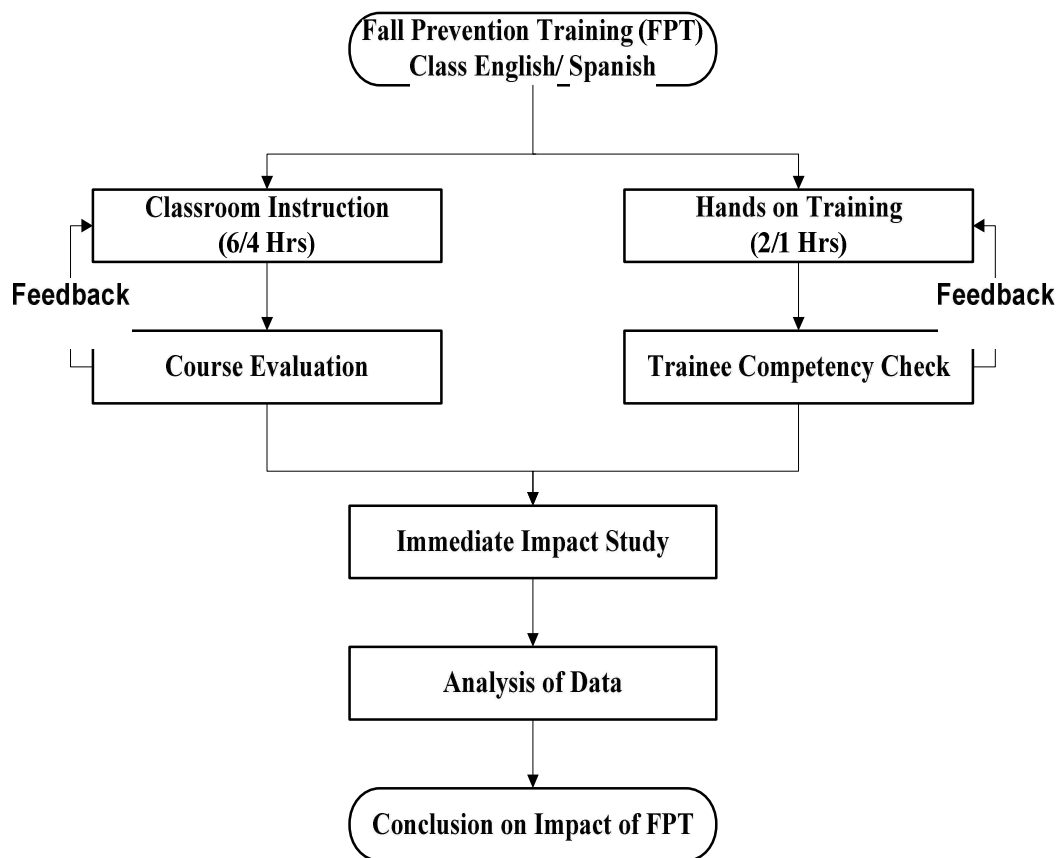 Fall Prevention Training (FPT)
Class English/ Spanish
Classroom Instruction
(6/4 Hrs)
Hands on Training
(2/1 Hrs)
Feedback
Feedback
Course Evaluation
Trainee Competency Check
Immediate Impact Study
Analysis of Data
Conclusion on Impact of FPT